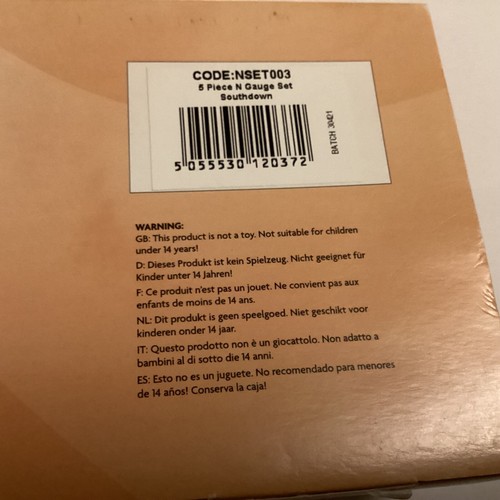 CODE:NSET003
5 Piece N Gauge Set
Southdown
5 055530 120372
BATCH 30421
WARNING:
GB: This product is not a toy. Not suitable for children
under 14 years!
D: Dieses Produkt ist kein Spielzeug. Nicht geeignet für
Kinder unter 14 Jahren!
F: Ce produit n'est pas un jouet. Ne convient pas aux
enfants de moins de 14 ans.
NL: Dit produkt is geen speelgoed. Niet geschikt voor
kinderen onder 14 jaar.
IT: Questo prodotto non è un giocattolo. Non adatto a
bambini al di sotto die 14 anni.
ES: Esto no es un juguete. No recomendado para menores
de 14 años! Conserva la caja!